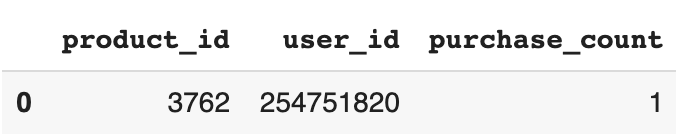 product_id user_id purchase_count
0 3762 254751820 1